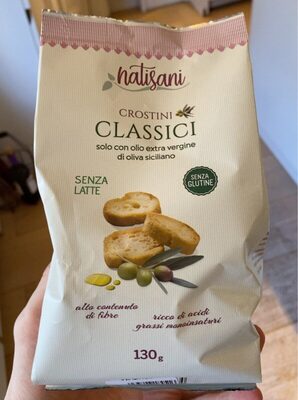 natisani
CROSTINI
CLASSICI
solo con olio extra vergine
di oliva siciliano
SENZA
LATTE
SENZA
GLUTINE
alto contenuto
di fibre
ricco di acidi
grassi monoinsaturi
130 g